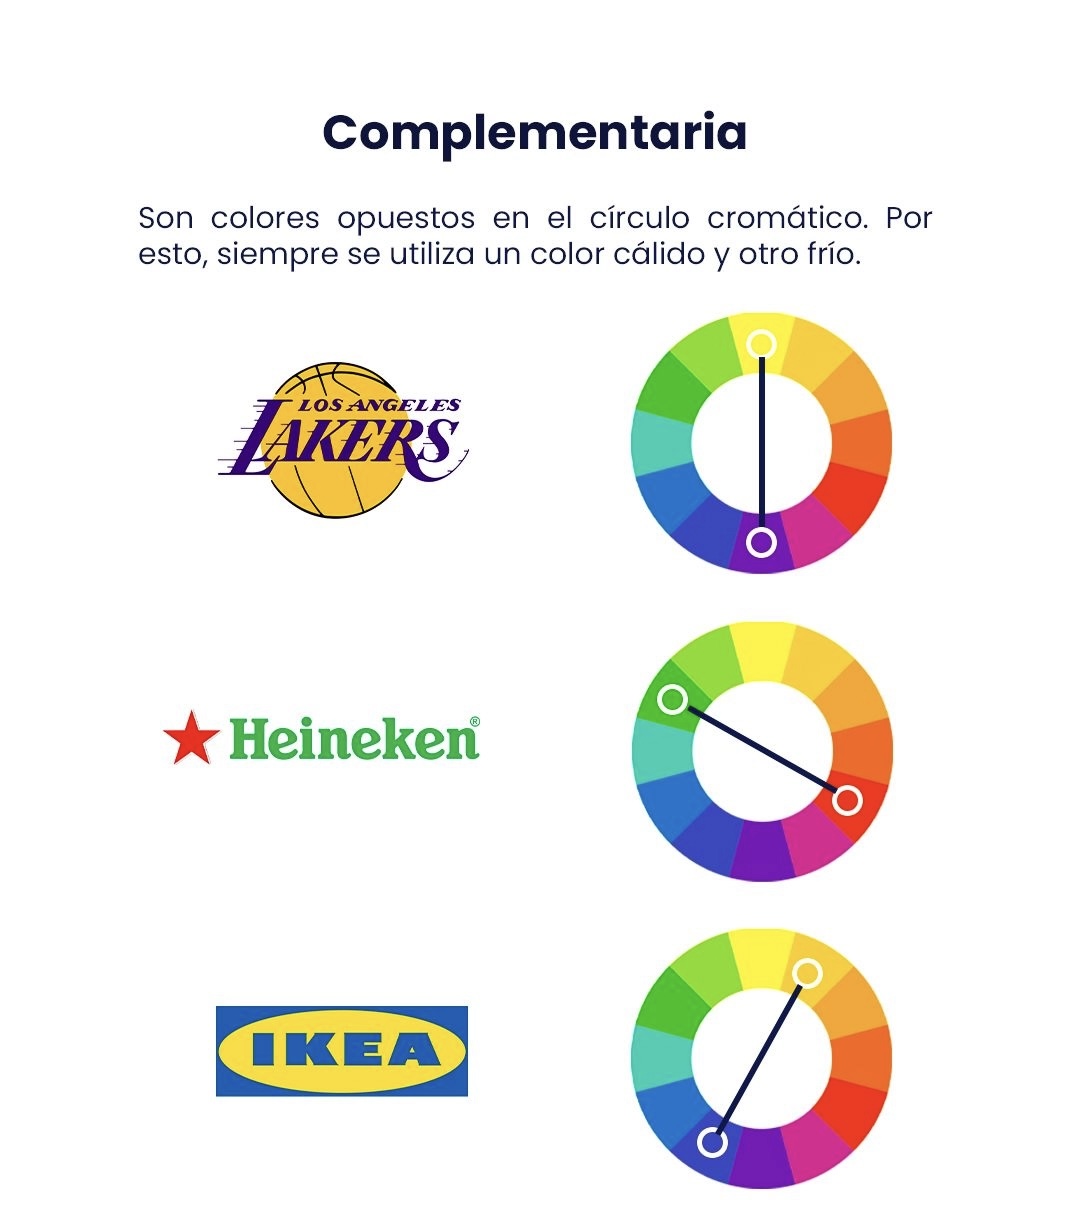 Complementaria
Son colores opuestos en el círculo cromático. Por
esto, siempre se utiliza un color cálido y otro frío.
LOS ANGELES
LAKERS
Heineken®
IKEA